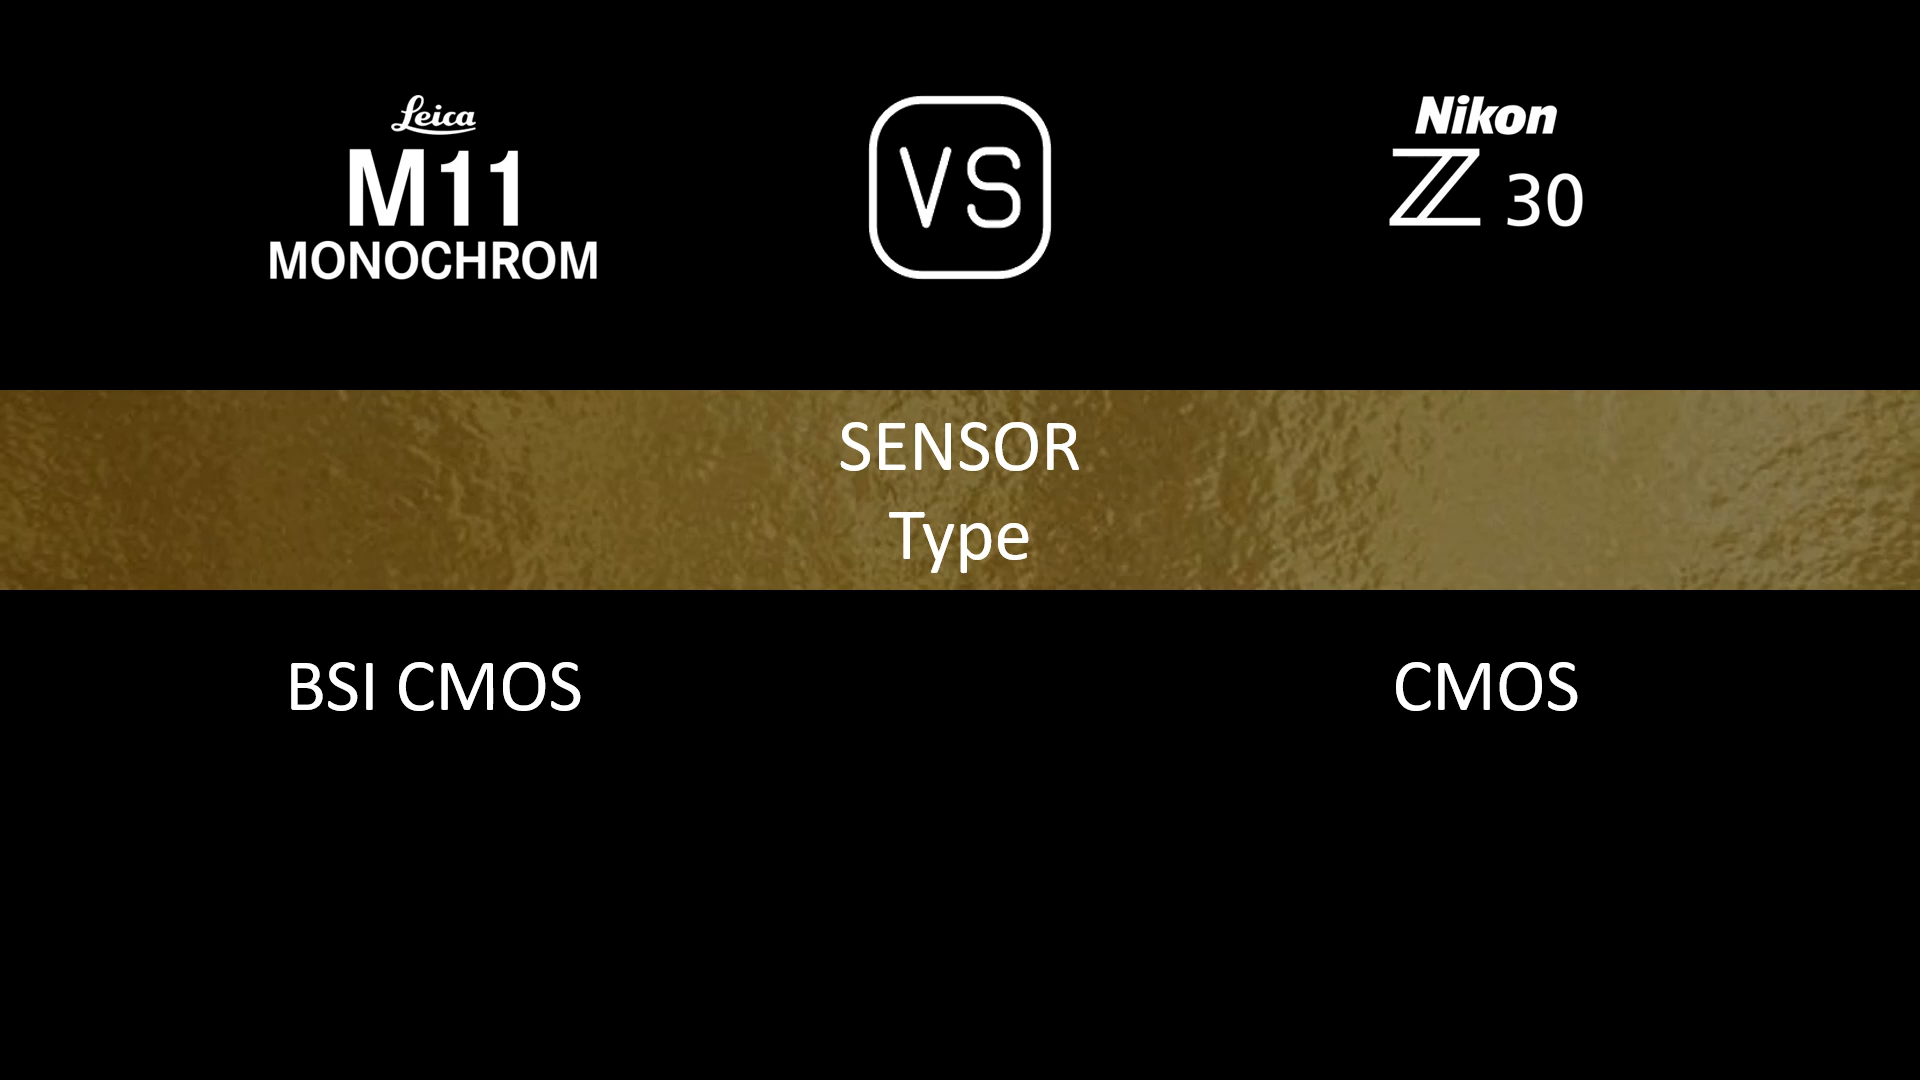 Leica
M11
MONOCHROM
VS
Nikon
Z 30
SENSOR
Type
BSI CMOS
CMOS